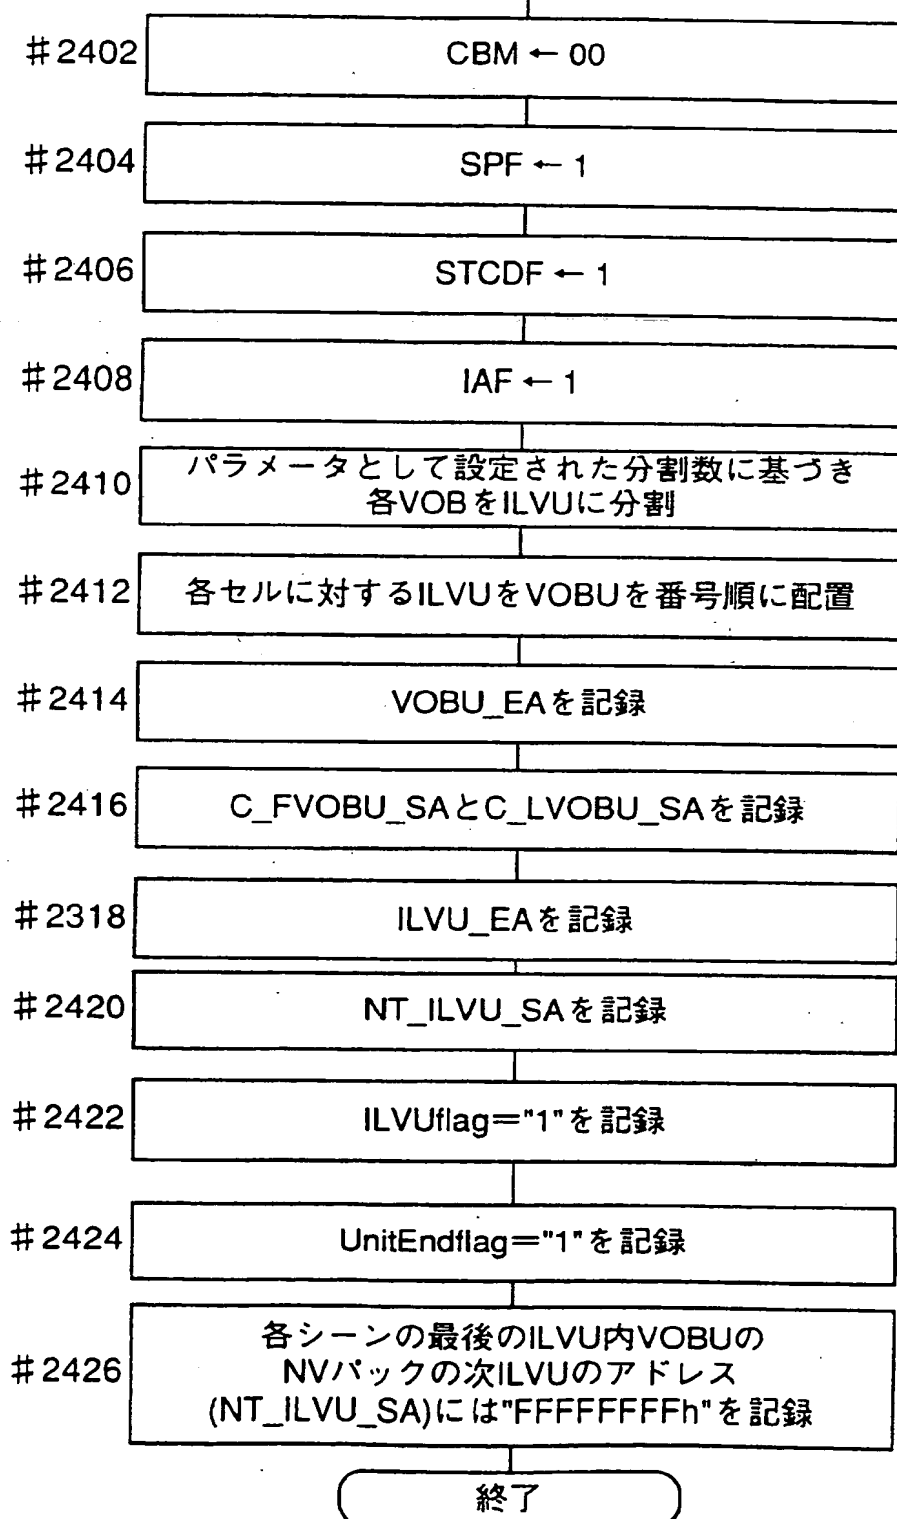 #2402 CBM ← 00
#2404 SPF ← 1
#2406 STCDF ← 1
#2408 IAF ← 1
#2410 パラメータとして設定された分割数に基づき
各VOBをILVUに分割
#2412 各セルに対するILVUをVOBUを番号順に配置
#2414 VOBU_EAを記録
#2416 C_FVOBU_SAとC_LVOBU_SAを記録
#2318 ILVU_EAを記録
#2420 NT_ILVU_SAを記録
#2422 ILVUflag="1"を記録
#2424 UnitEndflag="1"を記録
#2426 各シーンの最後のILVU内VOBUの
NVパックの次ILVUのアドレス
(NT_ILVU_SA)には"FFFFFFFFh"を記録
終了